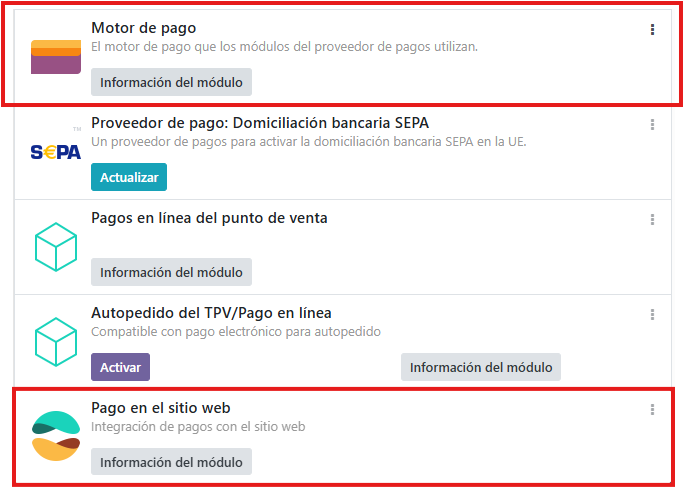 Motor de pago
El motor de pago que los módulos del proveedor de pagos utilizan.
Información del módulo
TM
S€PA
Proveedor de pago: Domiciliación bancaria SEPA
Un proveedor de pagos para activar la domiciliación bancaria SEPA en la UE.
Actualizar
Pagos en línea del punto de venta
Información del módulo
Autopedido del TPV/Pago en línea
Compatible con pago electrónico para autopedido
Activar Información del módulo
Pago en el sitio web
Integración de pagos con el sitio web
Información del módulo